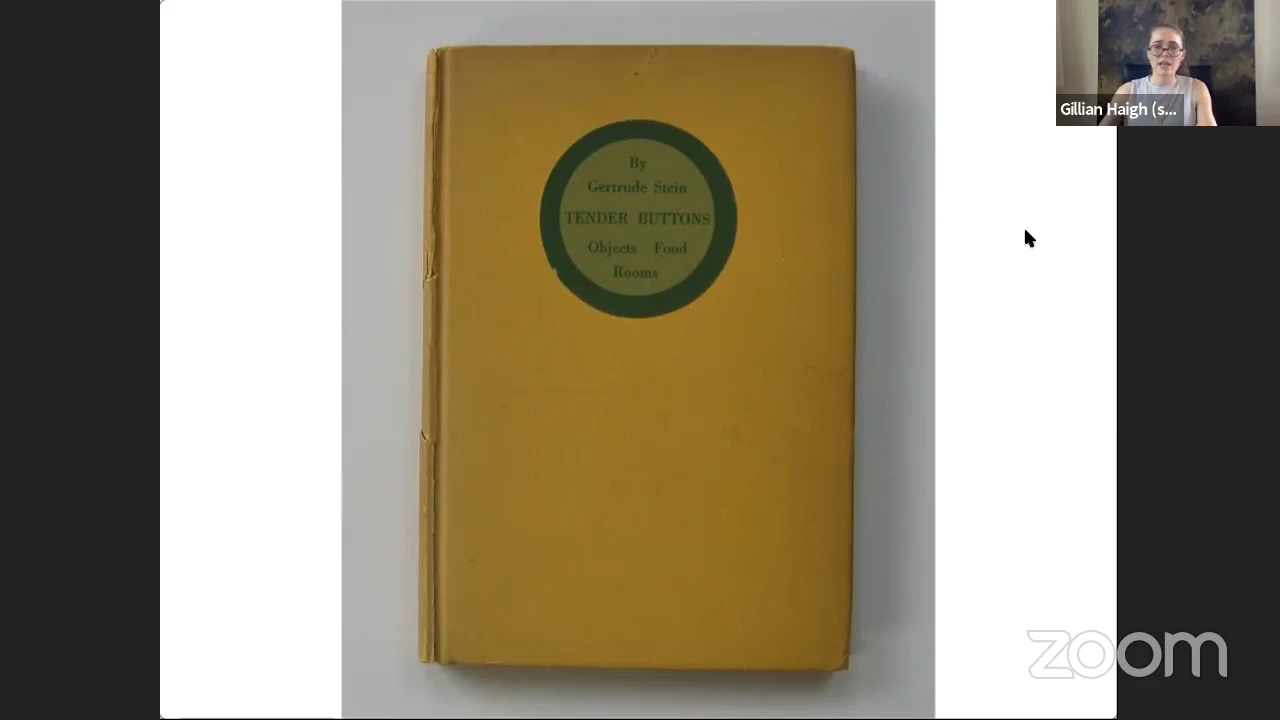 By
Gertrude Stein
TENDER BUTTONS
Objects Food
Rooms
Gillian Haigh (s...
zoom